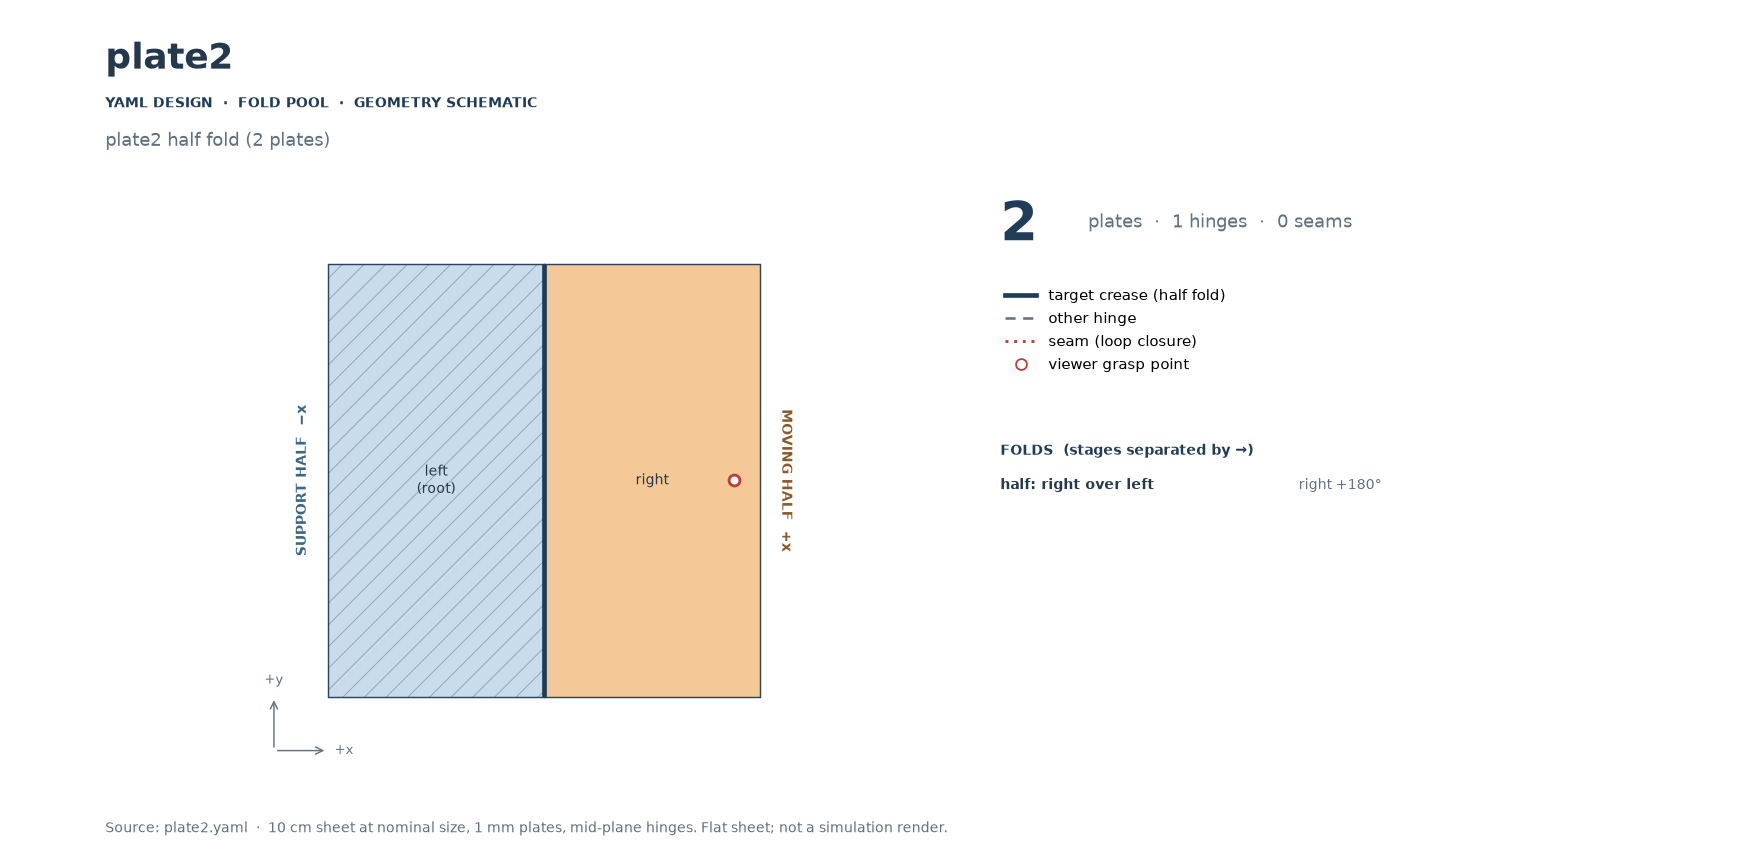 plate2
YAML DESIGN · FOLD POOL · GEOMETRY SCHEMATIC
plate2 half fold (2 plates)
2 plates · 1 hinges · 0 seams
target crease (half fold)
other hinge
seam (loop closure)
viewer grasp point
SUPPORT HALF −x
left
(root)
right
MOVING HALF +x
FOLDS (stages separated by →)
half: right over left right +180°
+y
+x
Source: plate2.yaml · 10 cm sheet at nominal size, 1 mm plates, mid-plane hinges. Flat sheet; not a simulation render.